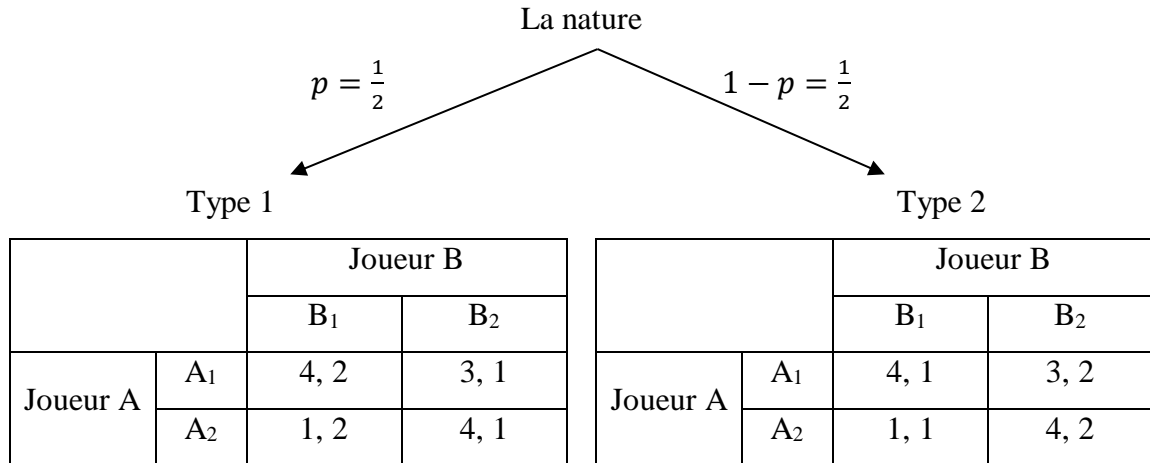 La nature
p = 1/2 1 − p = 1/2
Type 1 Type 2
Joueur B Joueur B
B₁ B₂ B₁ B₂
Joueur A A₁ 4, 2 3, 1 Joueur A A₁ 4, 1 3, 2
A₂ 1, 2 4, 1 A₂ 1, 1 4, 2